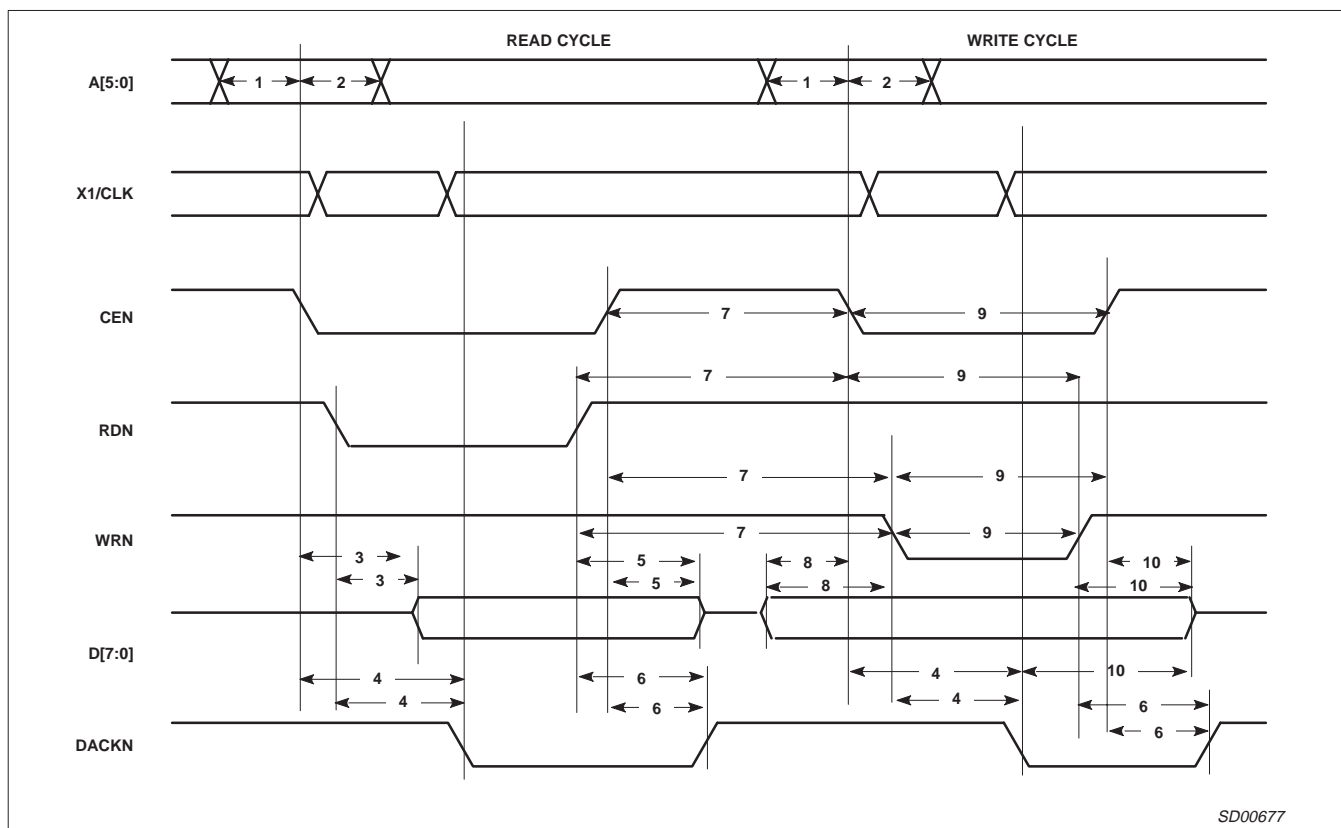 READ CYCLE WRITE CYCLE
A[5:0] 1 2 1 2
X1/CLK
CEN 7 9
7 9
RDN
7 9
WRN 7 9
3 5 8 10
3 5 8 10
D[7:0]
4 6 4 10
4 6 4 6
DACKN 6
SD00677